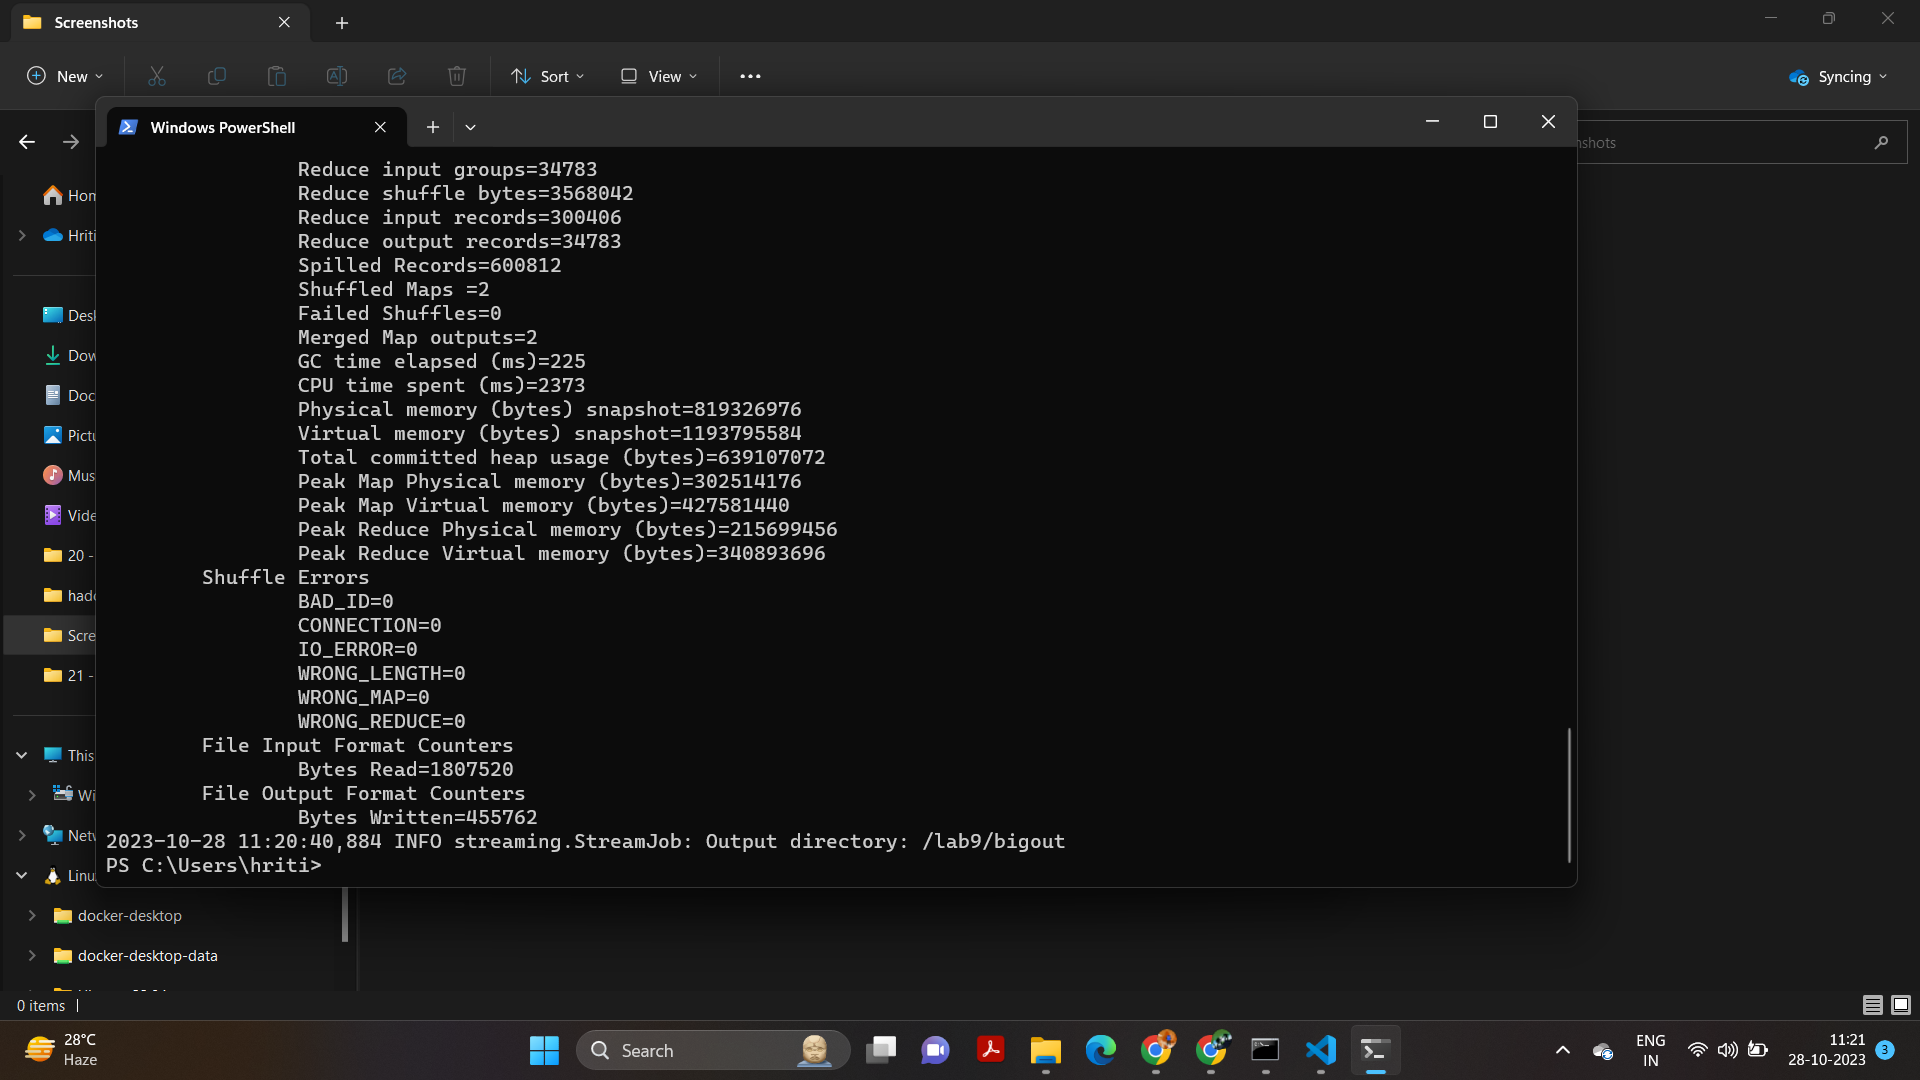 Screenshots
New
Sort
View
Syncing
Windows PowerShell
Reduce input groups=34783
Reduce shuffle bytes=3568042
Reduce input records=300406
Reduce output records=34783
Spilled Records=600812
Shuffled Maps =2
Failed Shuffles=0
Merged Map outputs=2
GC time elapsed (ms)=225
CPU time spent (ms)=2373
Physical memory (bytes) snapshot=819326976
Virtual memory (bytes) snapshot=1193795584
Total committed heap usage (bytes)=639107072
Peak Map Physical memory (bytes)=302514176
Peak Map Virtual memory (bytes)=427581440
Peak Reduce Physical memory (bytes)=215699456
Peak Reduce Virtual memory (bytes)=340893696
Shuffle Errors
BAD_ID=0
CONNECTION=0
IO_ERROR=0
WRONG_LENGTH=0
WRONG_MAP=0
WRONG_REDUCE=0
File Input Format Counters
Bytes Read=1807520
File Output Format Counters
Bytes Written=455762
2023-10-28 11:20:40,884 INFO streaming.StreamJob: Output directory: /lab9/bigout
PS C:\Users\hriti>
nshots
Hom
Hriti
Desk
Dow
Doc
Pictu
Mus
Vide
20 -
hado
Scre
21 -
This
Wi
Netv
Linu
docker-desktop
docker-desktop-data
0 items
28°C
Haze
Search
ENG
IN
11:21
28-10-2023
3